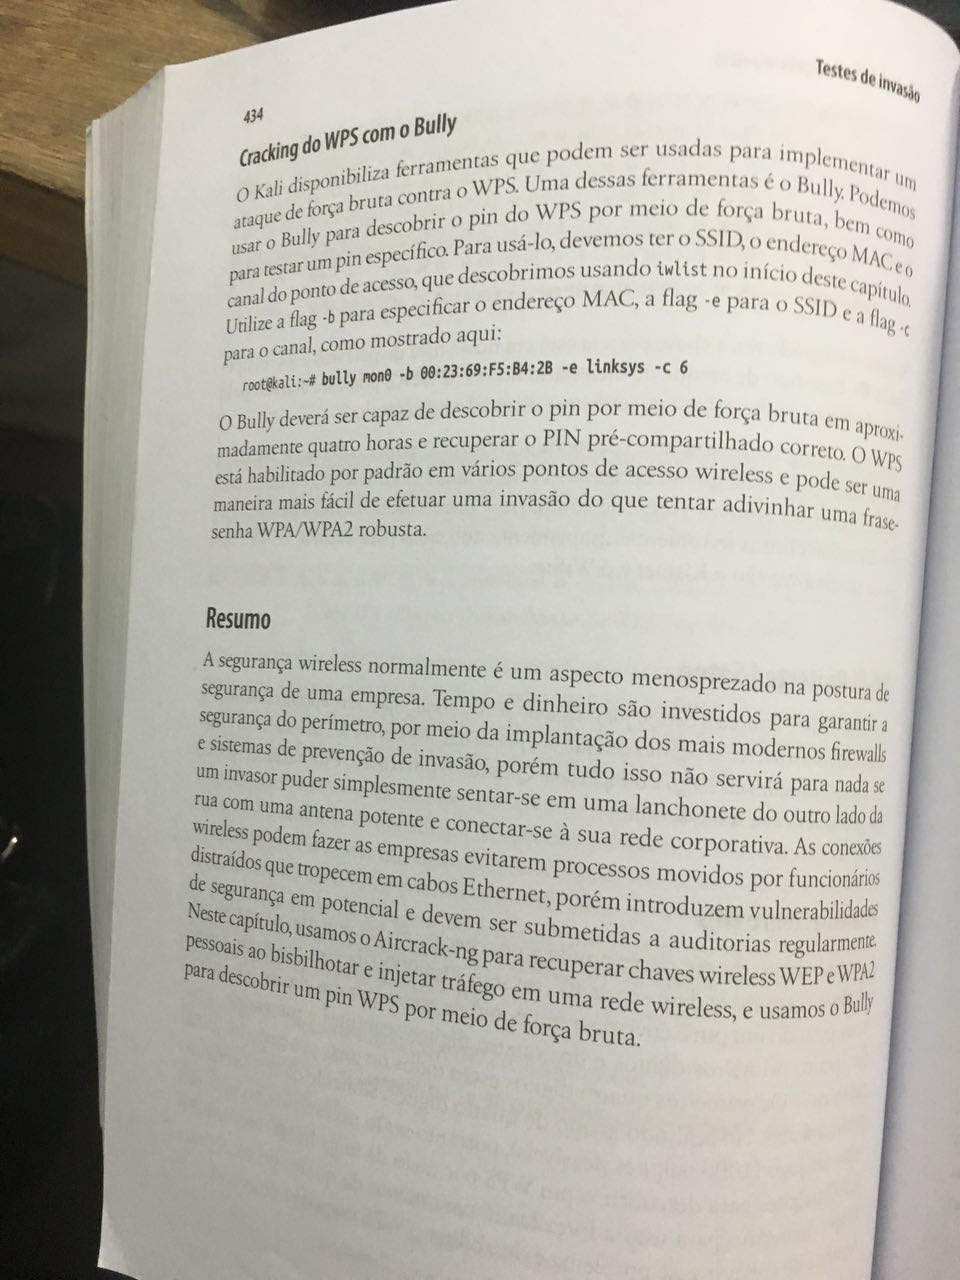 434
Testes de invasão
Cracking do WPS com o Bully
O Kali disponibiliza ferramentas que podem ser usadas para implementar um
ataque de força bruta contra o WPS. Uma dessas ferramentas é o Bully. Podemos
usar o Bully para descobrir o pin do WPS por meio de força bruta, bem como
para testar um pin específico. Para usá-lo, devemos ter o SSID, o endereço MAC e o
canal do ponto de acesso, que descobrimos usando iwlist no início deste capítulo.
Utilize a flag -b para especificar o endereço MAC, a flag -e para o SSID e a flag -c
para o canal, como mostrado aqui:
root@kali:~# bully mon0 -b 00:23:69:F5:B4:2B -e linksys -c 6
O Bully deverá ser capaz de descobrir o pin por meio de força bruta em aproxi-
madamente quatro horas e recuperar o PIN pré-compartilhado correto. O WPS
está habilitado por padrão em vários pontos de acesso wireless e pode ser uma
maneira mais fácil de efetuar uma invasão do que tentar adivinhar uma frase-
senha WPA/WPA2 robusta.
Resumo
A segurança wireless normalmente é um aspecto menosprezado na postura de
segurança de uma empresa. Tempo e dinheiro são investidos para garantir a
segurança do perímetro, por meio da implantação dos mais modernos firewalls
e sistemas de prevenção de invasão, porém tudo isso não servirá para nada se
um invasor puder simplesmente sentar-se em uma lanchonete do outro lado da
rua com uma antena potente e conectar-se à sua rede corporativa. As conexões
wireless podem fazer as empresas evitarem processos movidos por funcionários
distraídos que tropecem em cabos Ethernet, porém introduzem vulnerabilidades
de segurança em potencial e devem ser submetidas a auditorias regularmente.
Neste capítulo, usamos o Aircrack-ng para recuperar chaves wireless WEP e WPA2
pessoais ao bisbilhotar e injetar tráfego em uma rede wireless, e usamos o Bully
para descobrir um pin WPS por meio de força bruta.